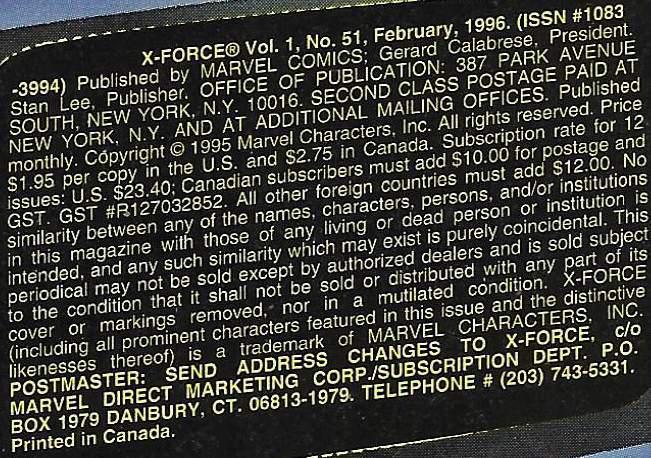 X-FORCE® Vol. 1, No. 51, February, 1996. (ISSN #1083
-3994) Published by MARVEL COMICS; Gerard Calabrese, President.
Stan Lee, Publisher. OFFICE OF PUBLICATION: 387 PARK AVENUE
SOUTH, NEW YORK, N.Y. 10016. SECOND CLASS POSTAGE PAID AT
NEW YORK, N.Y. AND AT ADDITIONAL MAILING OFFICES. Published
monthly. Copyright © 1995 Marvel Characters, Inc. All rights reserved. Price
$1.95 per copy in the U.S. and $2.75 in Canada. Subscription rate for 12
issues: U.S. $23.40; Canadian subscribers must add $10.00 for postage and
GST. GST #R127032852. All other foreign countries must add $12.00. No
similarity between any of the names, characters, persons, and/or institutions
in this magazine with those of any living or dead person or institution is
intended, and any such similarity which may exist is purely coincidental. This
periodical may not be sold except by authorized dealers and is sold subject
to the condition that it shall not be sold or distributed with any part of its
cover or markings removed, nor in a mutilated condition. X-FORCE
(including all prominent characters featured in this issue and the distinctive
likenesses thereof) is a trademark of MARVEL CHARACTERS, INC.
POSTMASTER: SEND ADDRESS CHANGES TO X-FORCE, c/o
MARVEL DIRECT MARKETING CORP./SUBSCRIPTION DEPT. P.O.
BOX 1979 DANBURY, CT. 06813-1979. TELEPHONE # (203) 743-5331.
Printed in Canada.